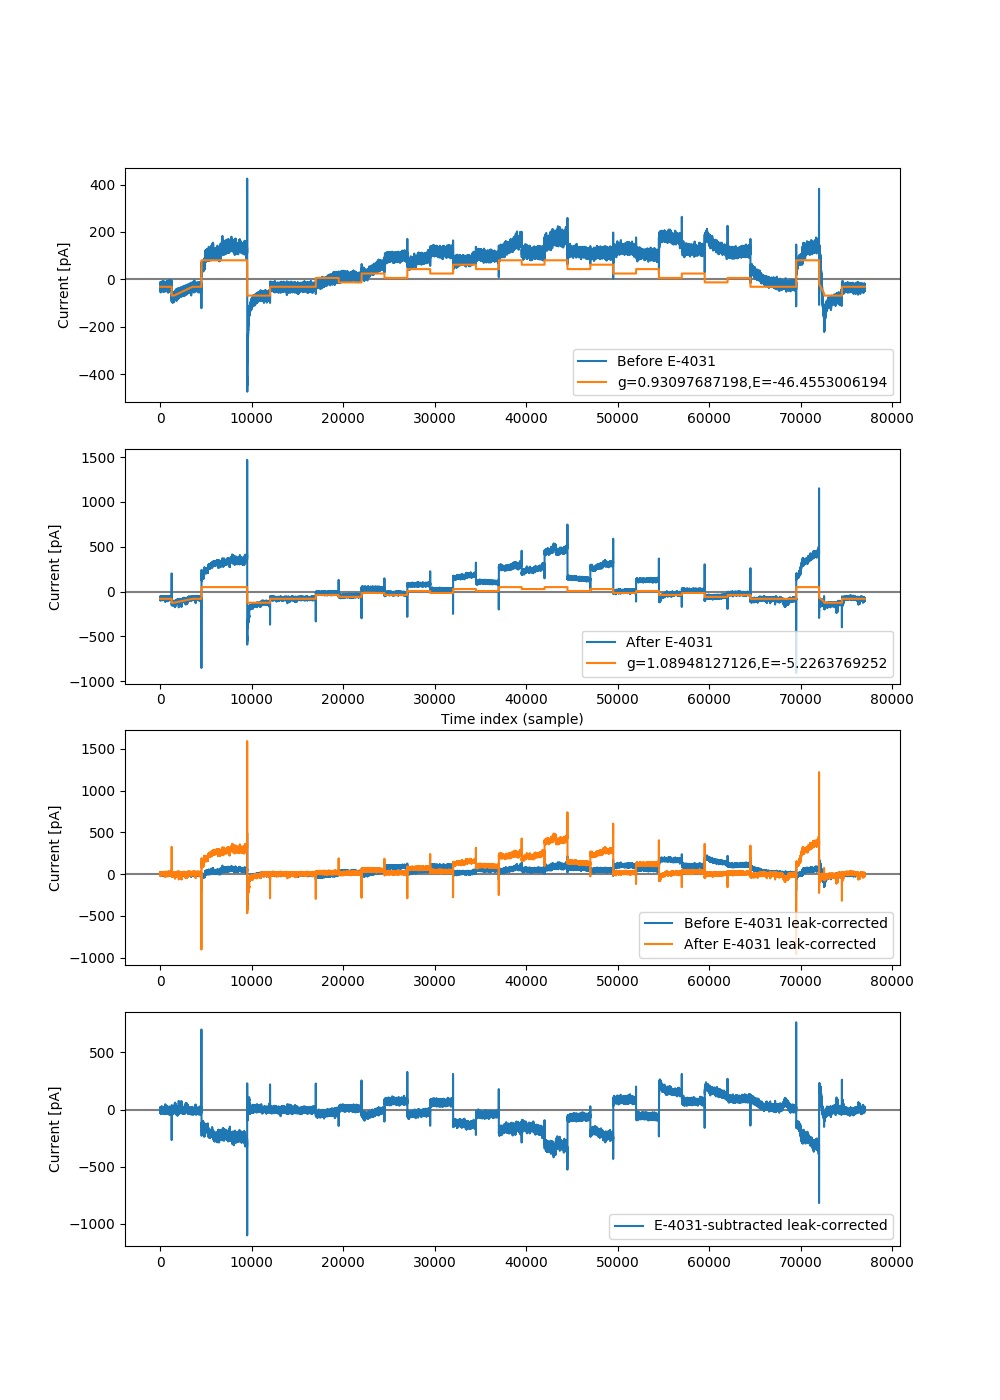 400
200
0
−200
−400
Current [pA]
Before E-4031
g=0.93097687198,E=-46.4553006194
0 10000 20000 30000 40000 50000 60000 70000 80000
1500
1000
500
0
−500
−1000
Current [pA]
After E-4031
g=1.08948127126,E=-5.2263769252
0 10000 20000 30000 40000 50000 60000 70000 80000
Time index (sample)
1500
1000
500
0
−500
−1000
Current [pA]
Before E-4031 leak-corrected
After E-4031 leak-corrected
0 10000 20000 30000 40000 50000 60000 70000 80000
500
0
−500
−1000
Current [pA]
E-4031-subtracted leak-corrected
0 10000 20000 30000 40000 50000 60000 70000 80000